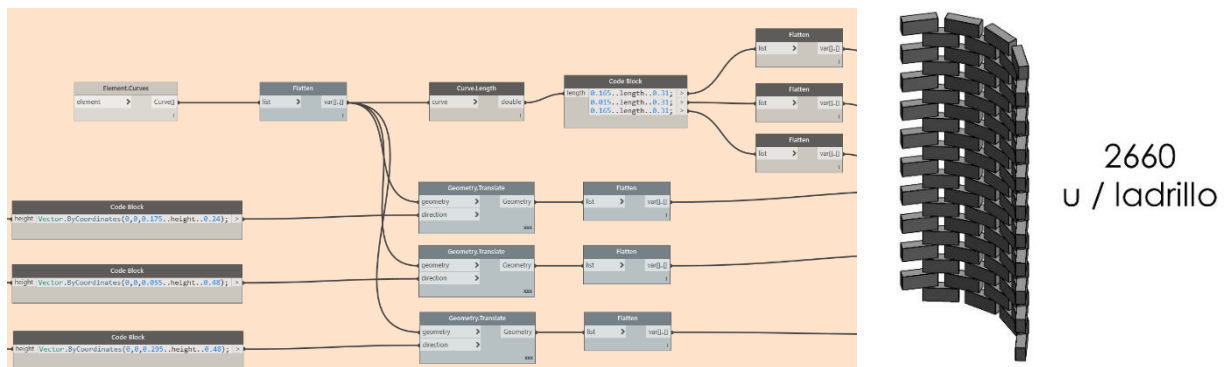 Element.Curves
element > Curve[]
Flatten
list > var[]..[]
Curve.Length
curve > double
Code Block
length 0.165..length..0.31; >
0.015..length..0.31; >
0.165..length..0.31; >
Flatten
list > var[]..[]
Flatten
list > var[]..[]
Flatten
list > var[]..[]
Code Block
height Vector.ByCoordinates(0,0,0.175..height..0.24); >
Geometry.Translate
geometry > Geometry
direction >
xxx
Flatten
list > var[]..[]
Code Block
height Vector.ByCoordinates(0,0,0.055..height..0.48); >
Geometry.Translate
geometry > Geometry
direction >
xxx
Flatten
list > var[]..[]
Code Block
height Vector.ByCoordinates(0,0,0.295..height..0.48); >
Geometry.Translate
geometry > Geometry
direction >
xxx
Flatten
list > var[]..[]
2660
u / ladrillo